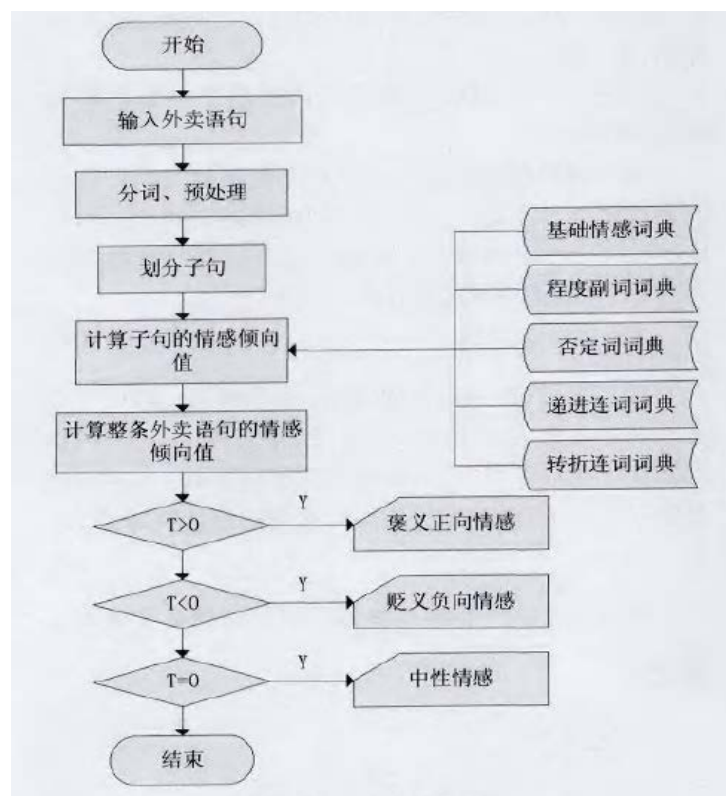 开始
输入外卖语句
分词、预处理
划分子句
计算子句的情感倾向
值
计算整条外卖语句的情感
倾向值
基础情感词典
程度副词词典
否定词词典
递进连词词典
转折连词词典
T>0
Y
褒义正向情感
T<0
Y
贬义负向情感
T=0
Y
中性情感
结束